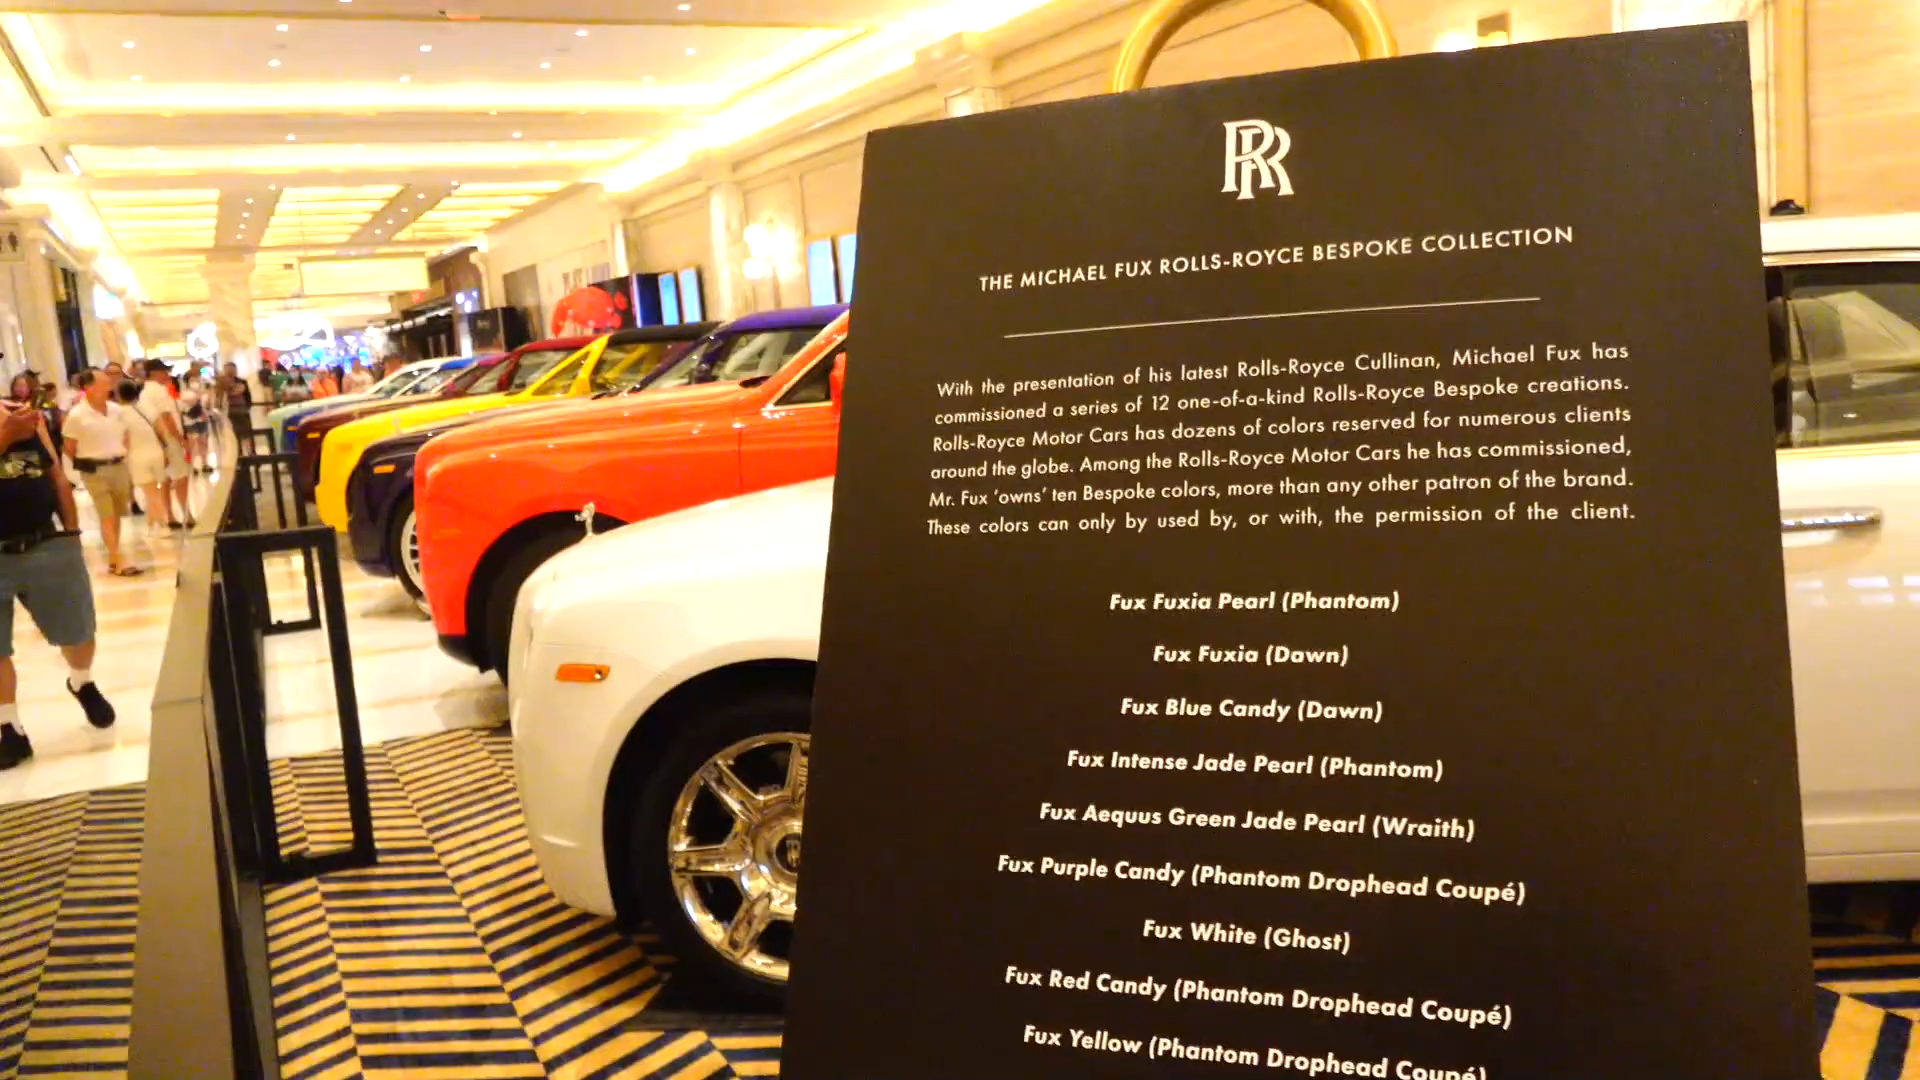 RR
THE MICHAEL FUX ROLLS-ROYCE BESPOKE COLLECTION
With the presentation of his latest Rolls-Royce Cullinan, Michael Fux has
commissioned a series of 12 one-of-a-kind Rolls-Royce Bespoke creations.
Rolls-Royce Motor Cars has dozens of colors reserved for numerous clients
around the globe. Among the Rolls-Royce Motor Cars he has commissioned,
Mr. Fux ‘owns’ ten Bespoke colors, more than any other patron of the brand.
These colors can only by used by, or with, the permission of the client.
Fux Fuxia Pearl (Phantom)
Fux Fuxia (Dawn)
Fux Blue Candy (Dawn)
Fux Intense Jade Pearl (Phantom)
Fux Aequus Green Jade Pearl (Wraith)
Fux Purple Candy (Phantom Drophead Coupé)
Fux White (Ghost)
Fux Red Candy (Phantom Drophead Coupé)
Fux Yellow (Phantom Drophead Coupé)